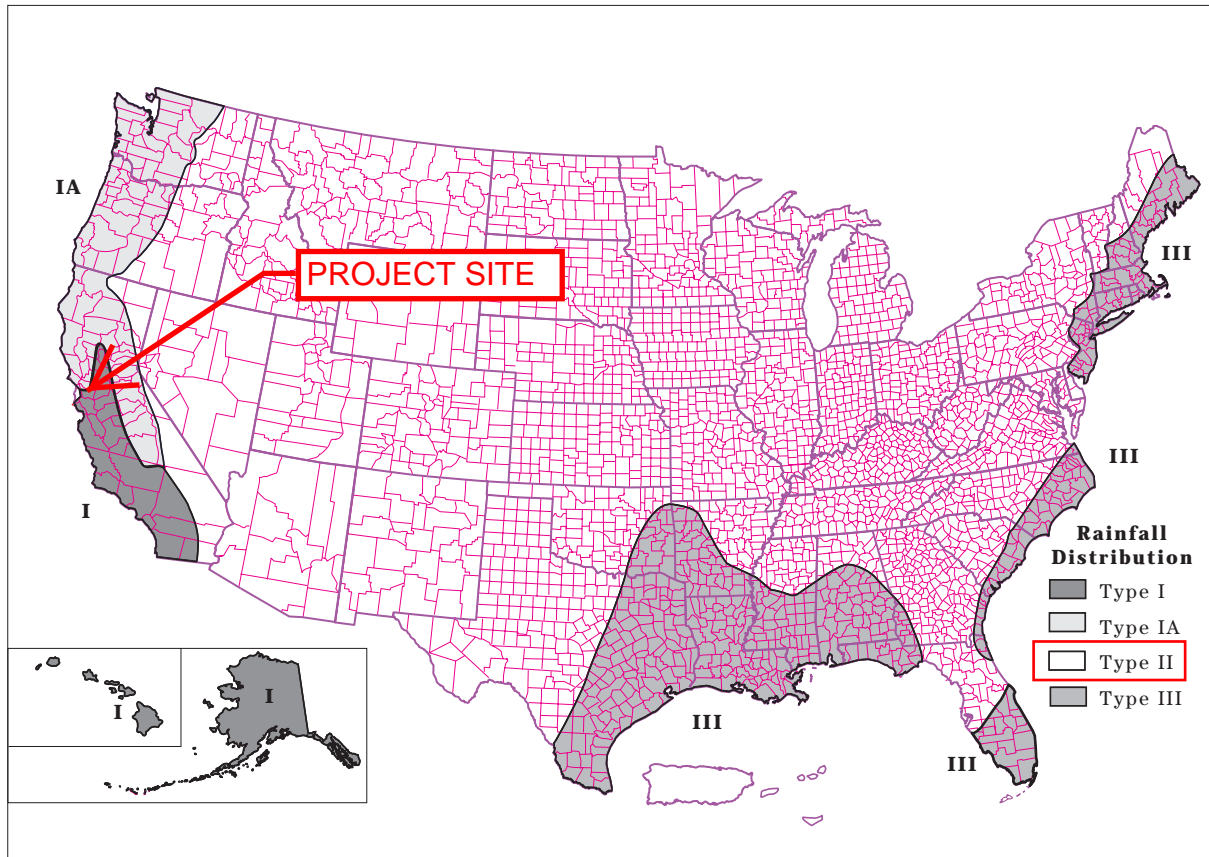 IA
PROJECT SITE
III
I
III
Rainfall
Distribution
Type I
Type IA
Type II
Type III
I
I
III
III